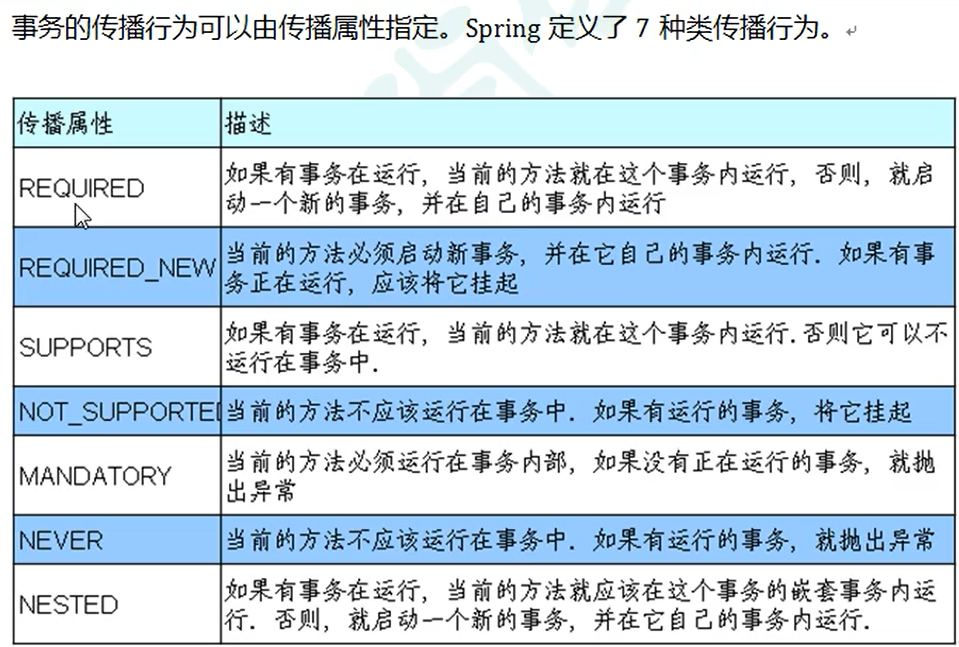 事务的传播行为可以由传播属性指定。Spring 定义了 7 种类传播行为。
传播属性
描述
REQUIRED
如果有事务在运行，当前的方法就在这个事务内运行，否则，就启
动一个新的事务，并在自己的事务内运行
REQUIRED_NEW
当前的方法必须启动新事务，并在它自己的事务内运行. 如果有事
务正在运行，应该将它挂起
SUPPORTS
如果有事务在运行，当前的方法就在这个事务内运行.否则它可以不
运行在事务中.
NOT_SUPPORTED
当前的方法不应该运行在事务中. 如果有运行的事务，将它挂起
MANDATORY
当前的方法必须运行在事务内部，如果没有正在运行的事务，就抛
出异常
NEVER
当前的方法不应该运行在事务中. 如果有运行的事务，就抛出异常
NESTED
如果有事务在运行，当前的方法就应该在这个事务的嵌套事务内运
行. 否则，就启动一个新的事务，并在它自己的事务内运行.